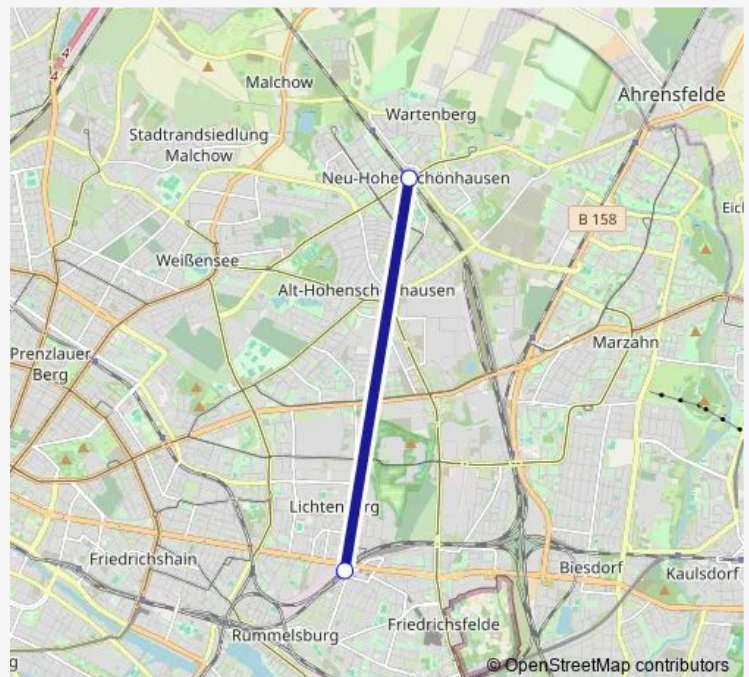 Malchow
Ahrensfelde
Wartenberg
Stadtrandsiedlung
Malchow
Neu-Hohenschönhausen
B 158
Weißensee
Alt-Hohenschönhausen
Marzahn
Prenzlauer
Berg
Lichtenberg
Friedrichshain
Biesdorf
Kaulsdorf
Friedrichsfelde
Rummelsburg
© OpenStreetMap contributors